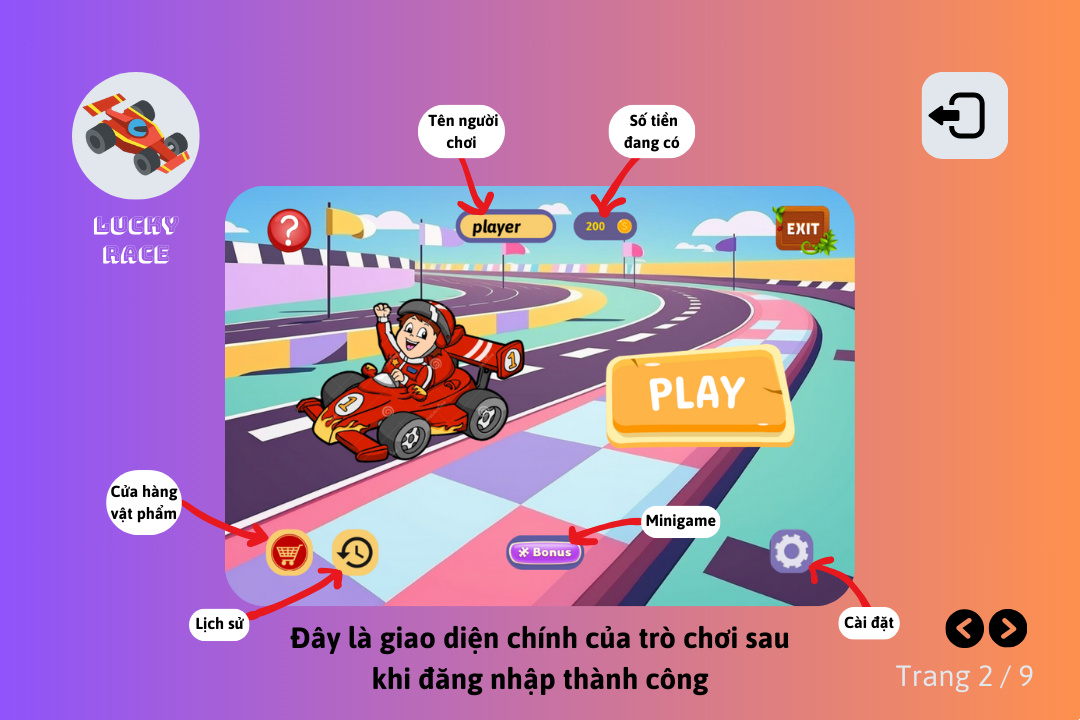 Tên người
chơi
Số tiền
đang có
LUCKY
RACE
?
player
200
EXIT
1
1
PLAY
Cửa hàng
vật phẩm
Minigame
Bonus
Lịch sử
Cài đặt
Đây là giao diện chính của trò chơi sau
khi đăng nhập thành công
Trang 2 / 9